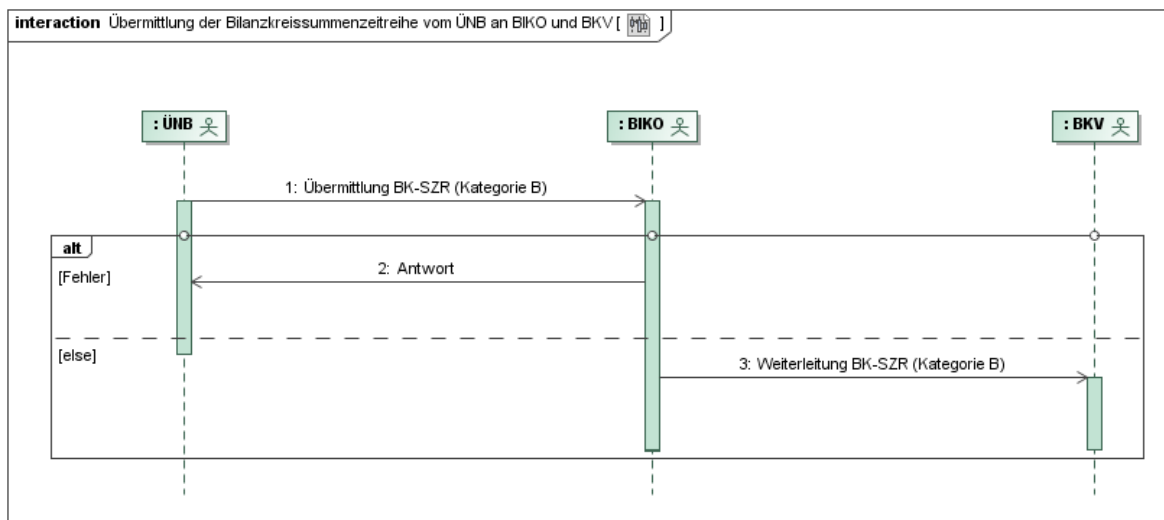 interaction Übermittlung der Bilanzkreissummenzeitreihe vom ÜNB an BIKO und BKV [ ]
: ÜNB
: BIKO
: BKV
1: Übermittlung BK-SZR (Kategorie B)
alt
[Fehler]
2: Antwort
[else]
3: Weiterleitung BK-SZR (Kategorie B)